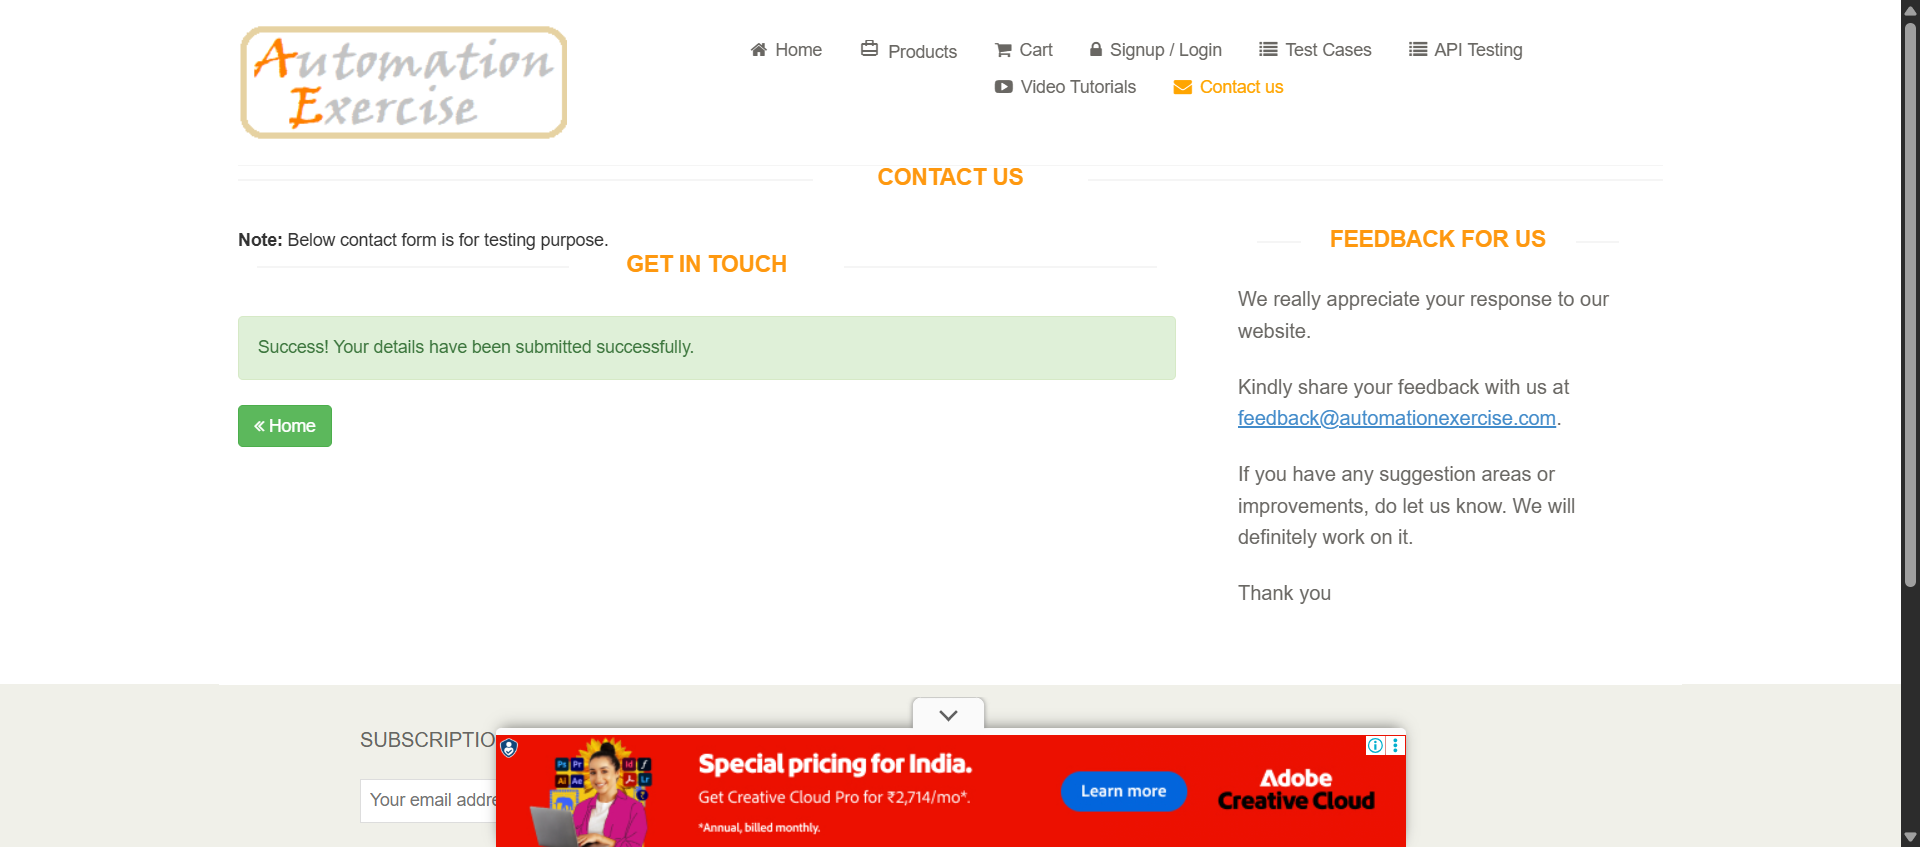 Automation
Exercise
Home
Products
Cart
Signup / Login
Test Cases
API Testing
Video Tutorials
Contact us
CONTACT US
Note: Below contact form is for testing purpose.
GET IN TOUCH
Success! Your details have been submitted successfully.
« Home
FEEDBACK FOR US
We really appreciate your response to our
website.
Kindly share your feedback with us at
feedback@automationexercise.com.
If you have any suggestion areas or
improvements, do let us know. We will
definitely work on it.
Thank you
SUBSCRIPTIO
Your email addre
Ps Pr
Ai Ae
Id
Lr
Special pricing for India.
Get Creative Cloud Pro for ₹2,714/mo*.
*Annual, billed monthly.
Learn more
Adobe
Creative Cloud